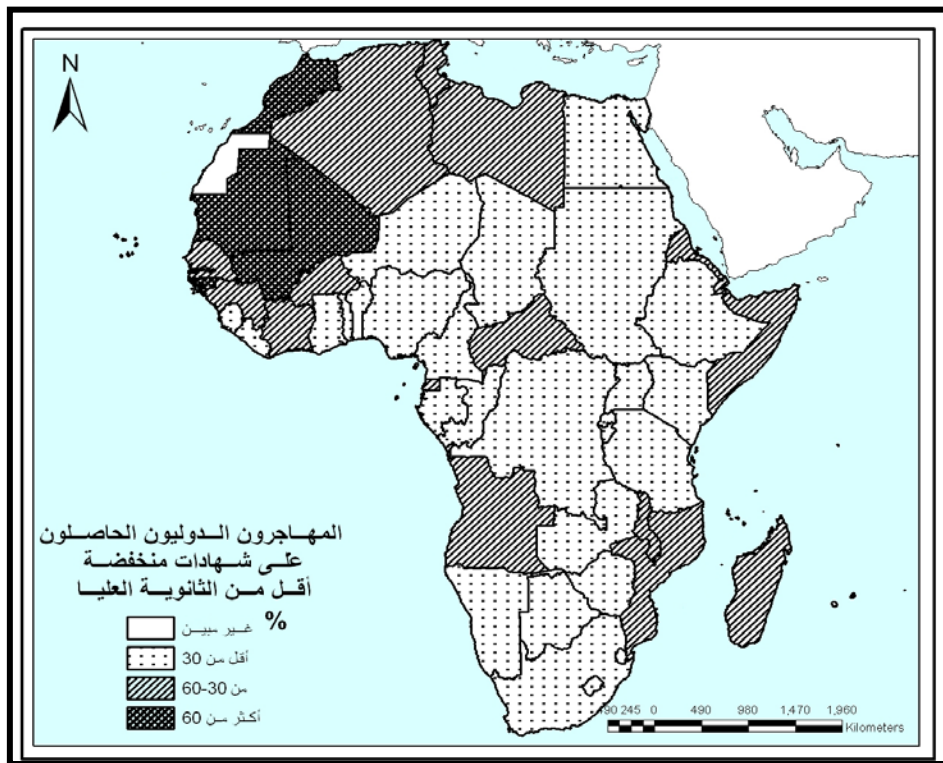 N
المهاجرون الدوليون الحاصلون
على شهادات منخفضة
أقل من الثانوية العليا
%
غير مبين
أقل من 30
من 30-60
أكثر من 60
490 245 0 490 980 1,470 1,960
Kilometers